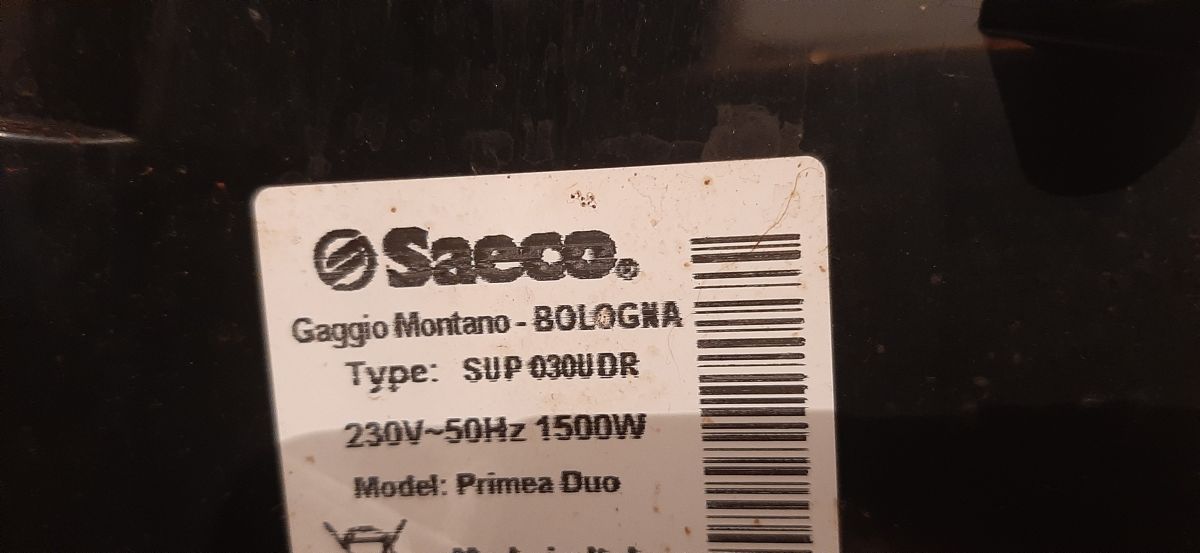 Saeco®
Gaggio Montano - BOLOGNA
Type: SUP 030UDR
230V~50Hz 1500W
Model: Primea Duo